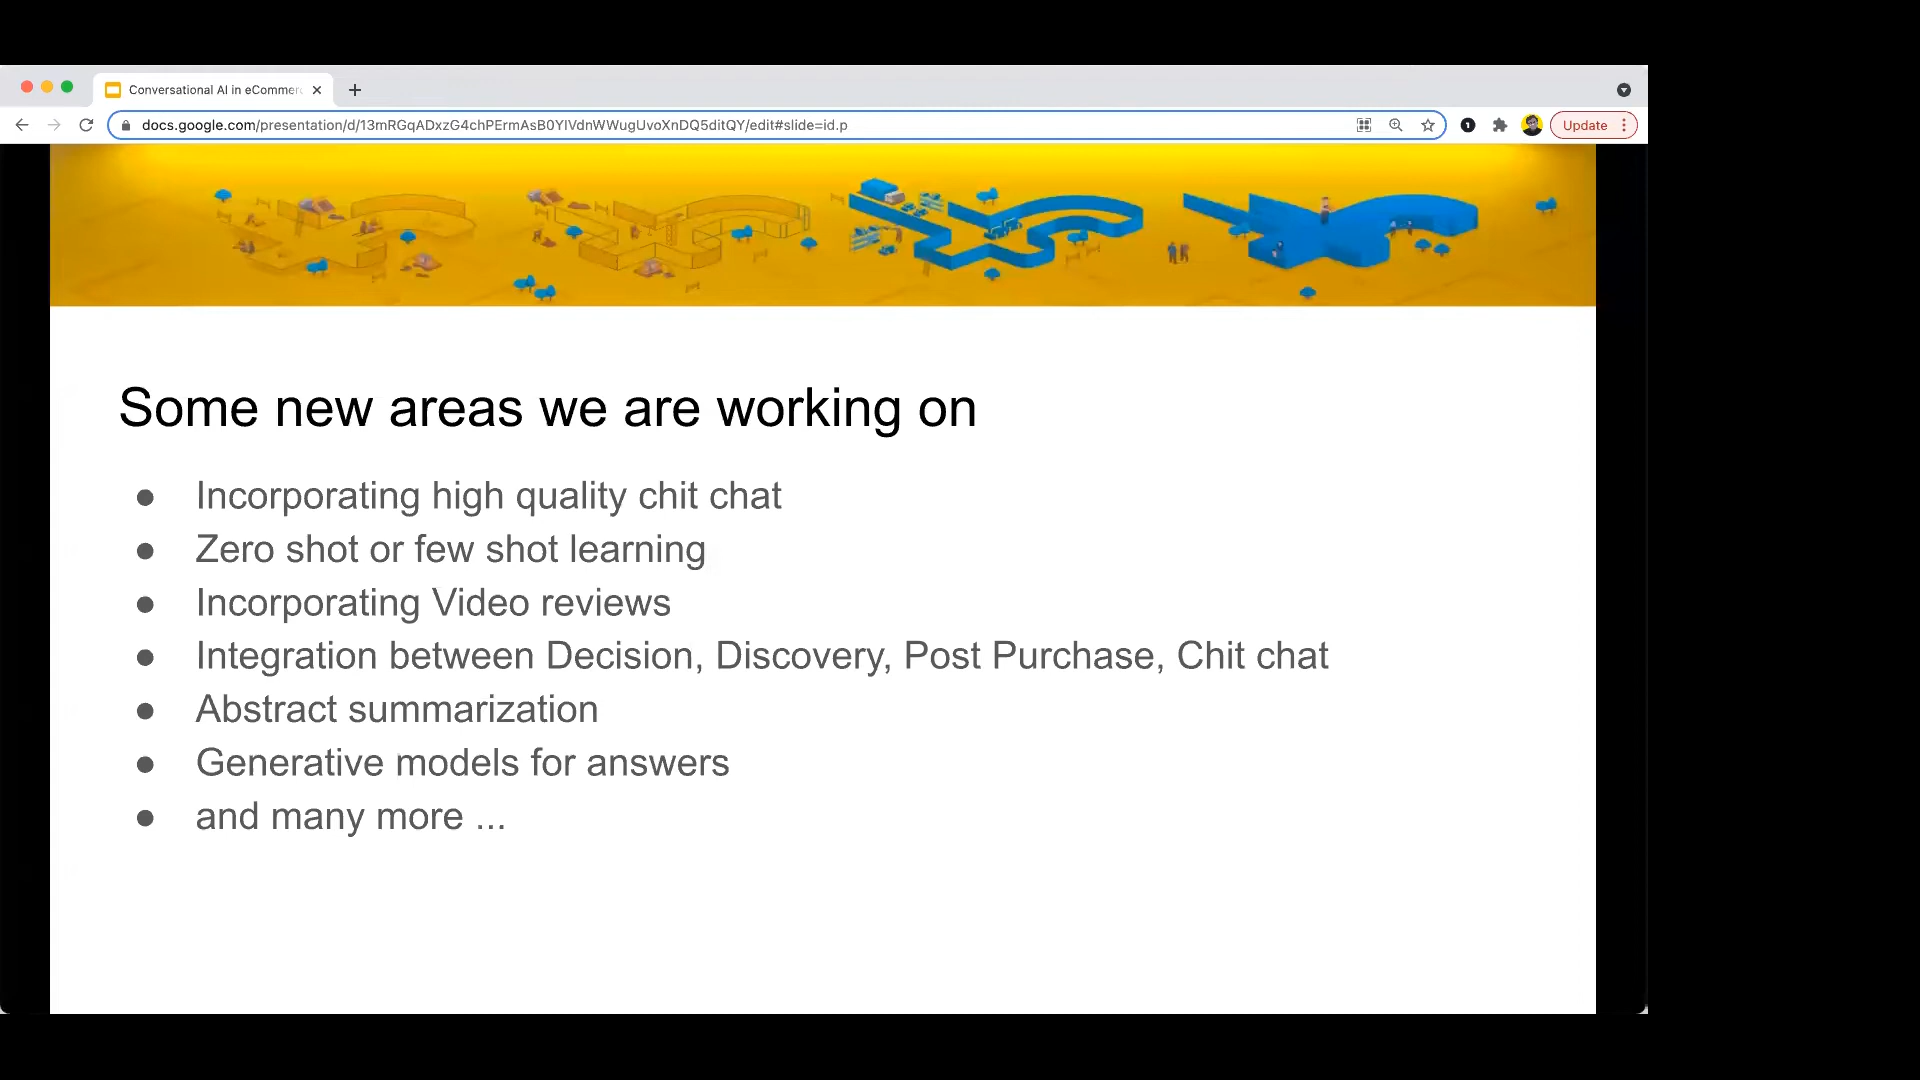 Conversational AI in eCommerc
docs.google.com/presentation/d/13mRGqADxzG4chPErmAsB0YIVdnWWugUvoXnDQ5ditQY/edit#slide=id.p
Update
Some new areas we are working on
● Incorporating high quality chit chat
● Zero shot or few shot learning
● Incorporating Video reviews
● Integration between Decision, Discovery, Post Purchase, Chit chat
● Abstract summarization
● Generative models for answers
● and many more ...